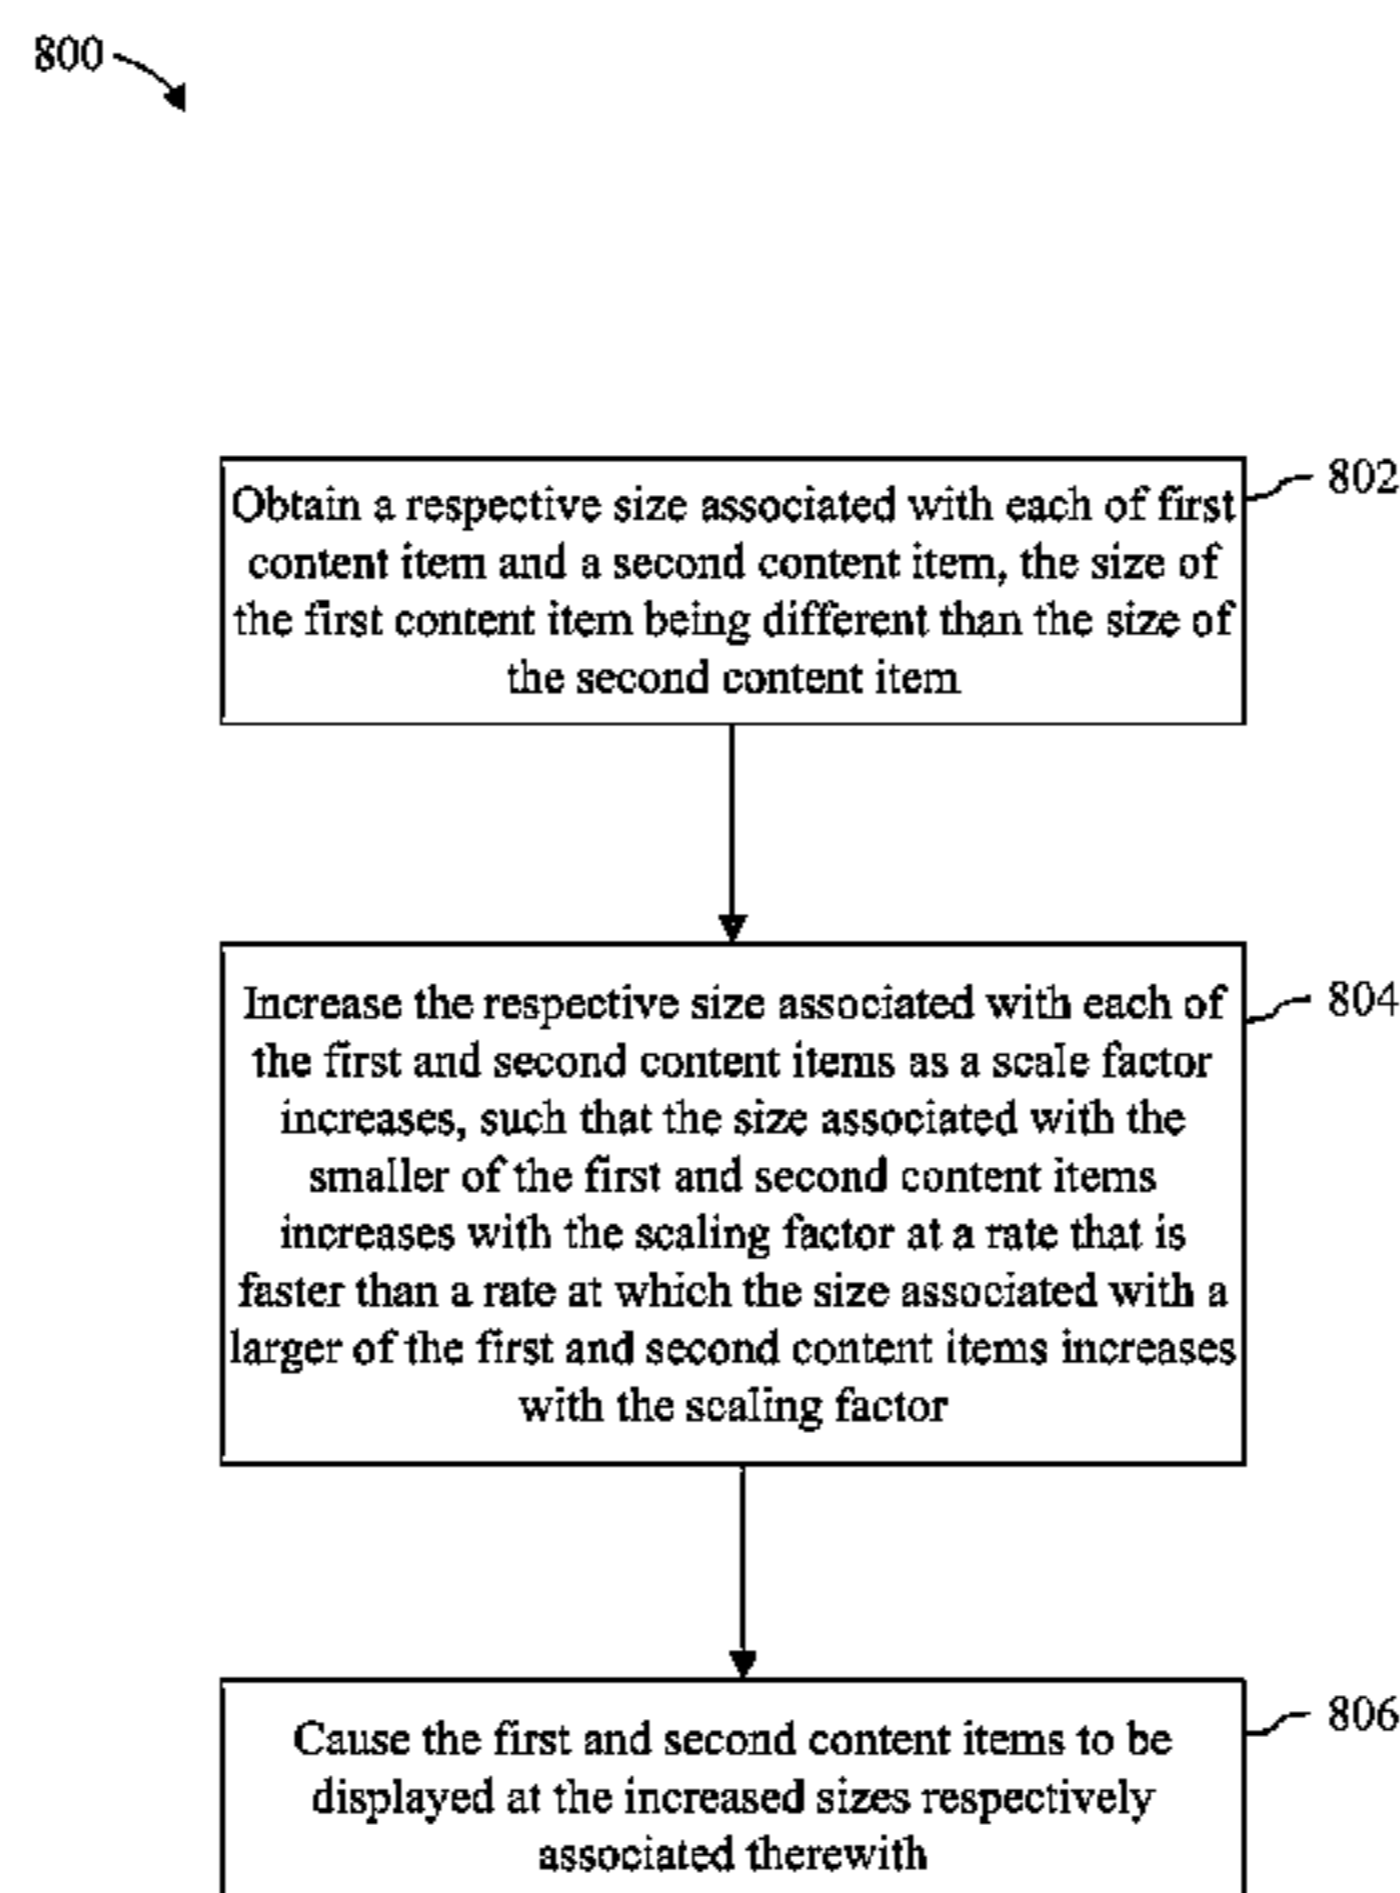 800
802
Obtain a respective size associated with each of first
content item and a second content item, the size of
the first content item being different than the size of
the second content item
804
Increase the respective size associated with each of
the first and second content items as a scale factor
increases, such that the size associated with the
smaller of the first and second content items
increases with the scaling factor at a rate that is
faster than a rate at which the size associated with a
larger of the first and second content items increases
with the scaling factor
806
Cause the first and second content items to be
displayed at the increased sizes respectively
associated therewith